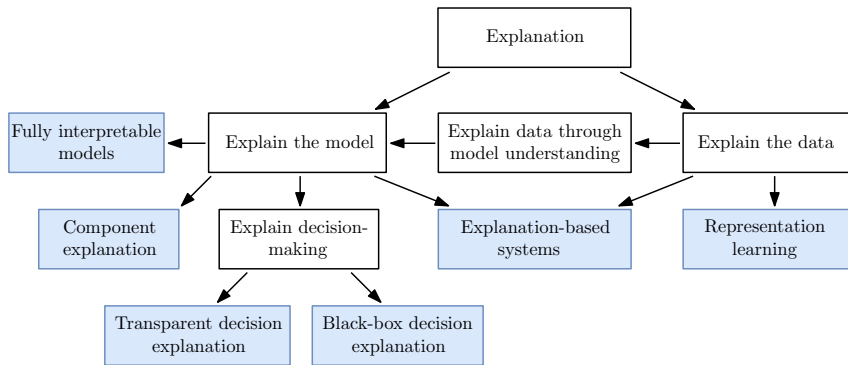 Explanation
Fully interpretable
models
Explain the model
Explain data through
model understanding
Explain the data
Component
explanation
Explain decision-
making
Explanation-based
systems
Representation
learning
Transparent decision
explanation
Black-box decision
explanation